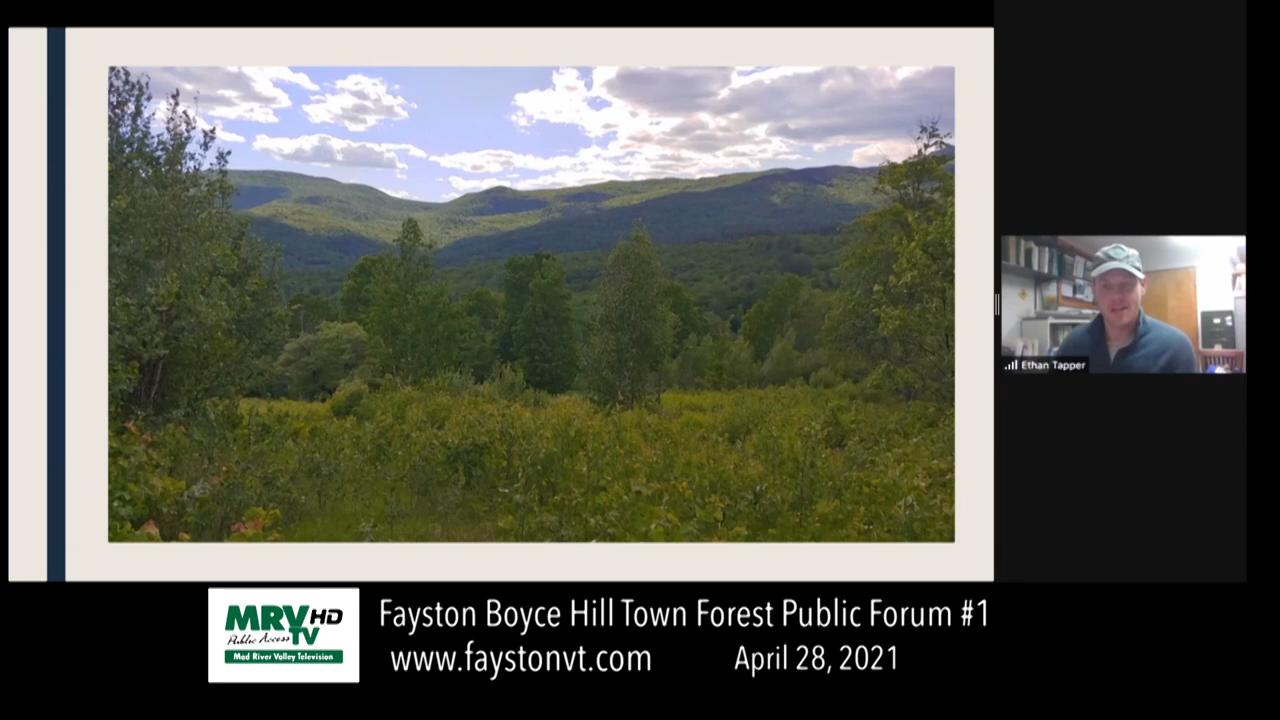 Ethan Tapper
MRV HD
Public Access TV
Mad River Valley Television
Fayston Boyce Hill Town Forest Public Forum #1
www.faystonvt.com
April 28, 2021